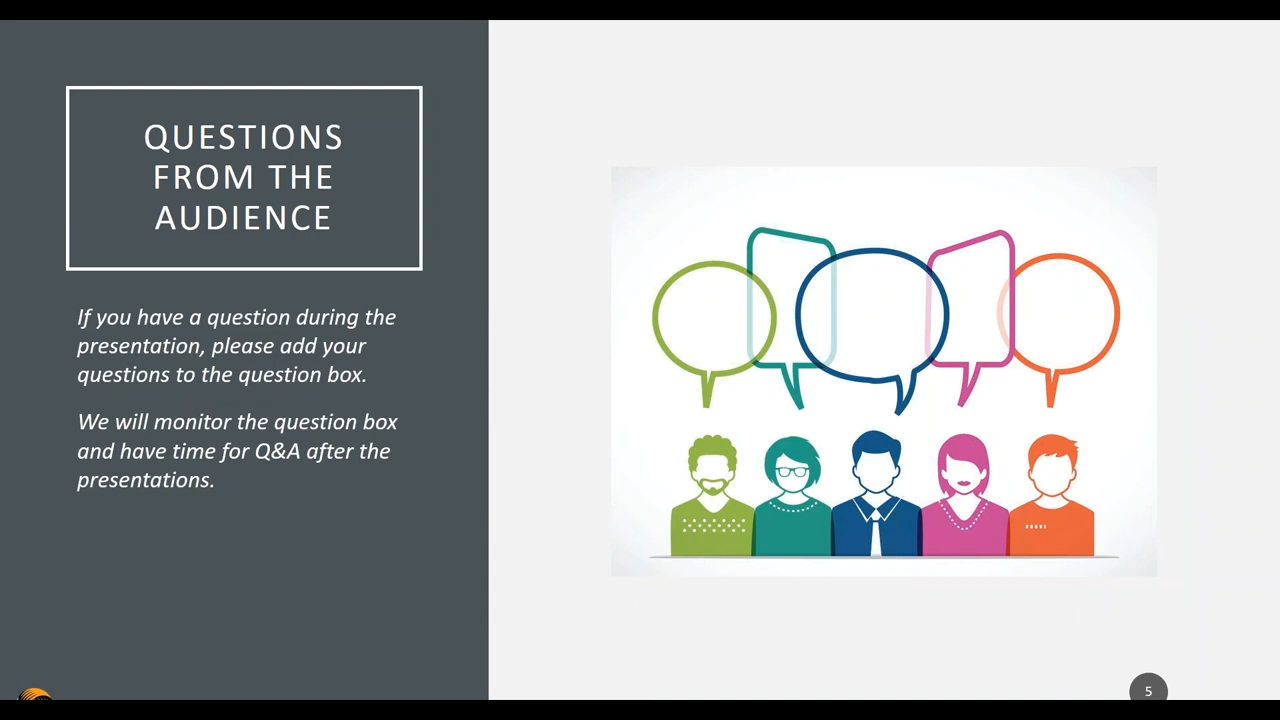 QUESTIONS
FROM THE
AUDIENCE
If you have a question during the
presentation, please add your
questions to the question box.
We will monitor the question box
and have time for Q&A after the
presentations.
5